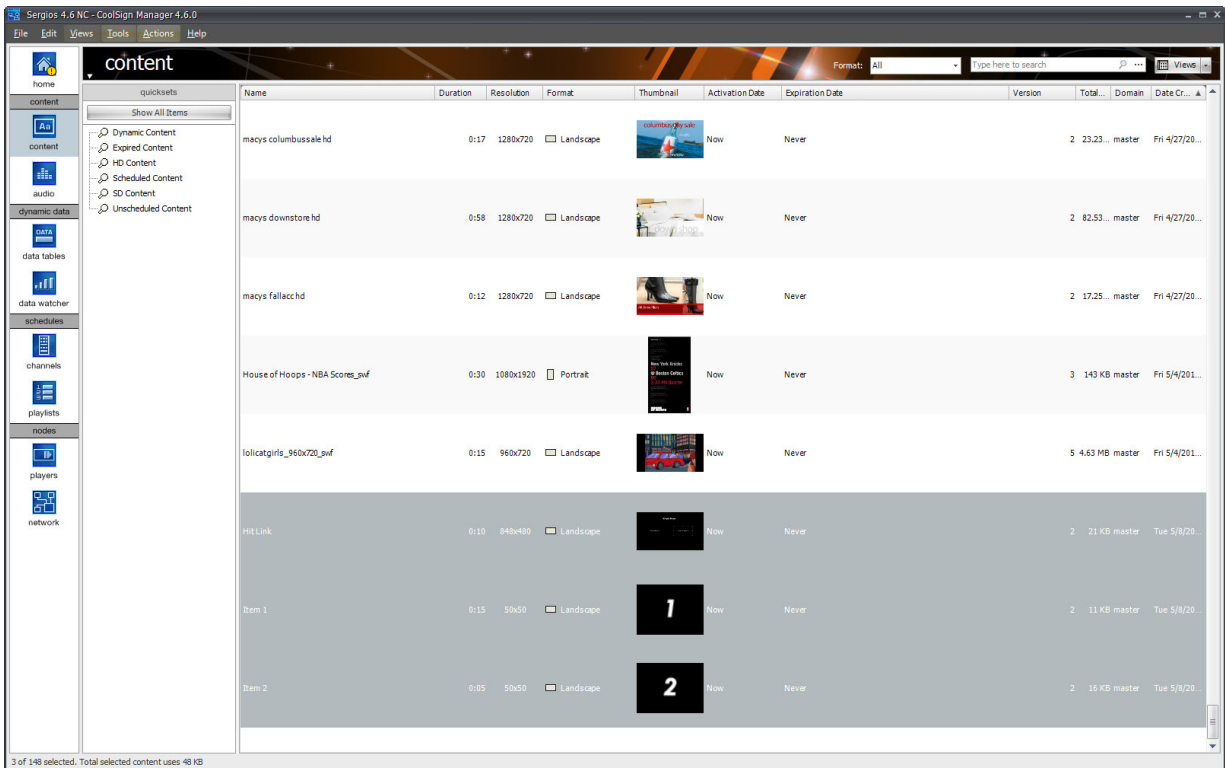 Sergios 4.6 NC - CoolSign Manager 4.6.0
File Edit Views Tools Actions Help
home
content
content
audio
dynamic data
DATA
data tables
data watcher
schedules
channels
playlists
nodes
players
network
content
Format: All Type here to search Views
quicksets
Show All Items
Dynamic Content
Expired Content
HD Content
Scheduled Content
SD Content
Unscheduled Content
Name Duration Resolution Format Thumbnail Activation Date Expiration Date Version Total... Domain Date Cr...
macys columbussale hd 0:17 1280x720 Landscape Now Never 2 23.23... master Fri 4/27/20...
macys downstore hd 0:58 1280x720 Landscape Now Never 2 82.53... master Fri 4/27/20...
macys fallacc hd 0:12 1280x720 Landscape Now Never 2 17.25... master Fri 4/27/20...
House of Hoops - NBA Scores_swf 0:30 1080x1920 Portrait New York Knicks @ Boston Celtics Now Never 3 143 KB master Fri 5/4/201...
lolicatgirls_960x720_swf 0:15 960x720 Landscape Now Never 5 4.63 MB master Fri 5/4/201...
Hit Link 0:10 848x480 Landscape Now Never 2 21 KB master Tue 5/8/20...
Item 1 0:15 50x50 Landscape 1 Now Never 2 11 KB master Tue 5/8/20...
Item 2 0:05 50x50 Landscape 2 Now Never 2 16 KB master Tue 5/8/20...
3 of 148 selected. Total selected content uses 48 KB